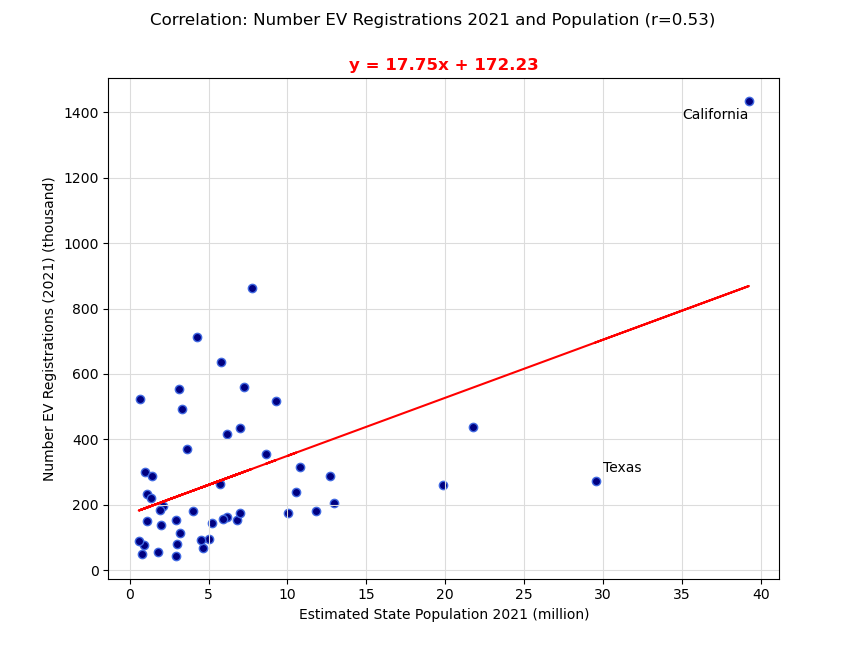 Correlation: Number EV Registrations 2021 and Population (r=0.53)
y = 17.75x + 172.23
1400
1200
1000
800
600
400
200
0
Number EV Registrations (2021) (thousand)
California
Texas
0 5 10 15 20 25 30 35 40
Estimated State Population 2021 (million)